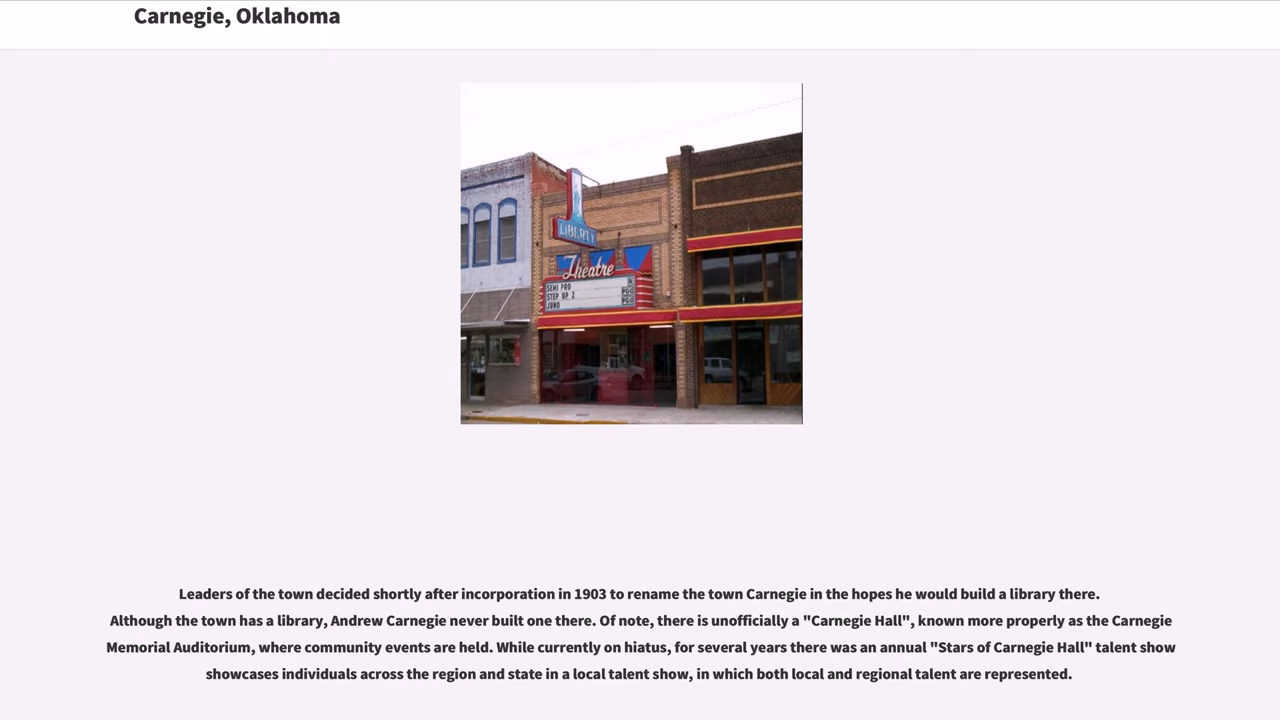 Carnegie, Oklahoma
LIBERTY
Theatre
SEMI PRO
STEP UP 2
JUNO
Leaders of the town decided shortly after incorporation in 1903 to rename the town Carnegie in the hopes he would build a library there.
Although the town has a library, Andrew Carnegie never built one there. Of note, there is unofficially a "Carnegie Hall", known more properly as the Carnegie
Memorial Auditorium, where community events are held. While currently on hiatus, for several years there was an annual "Stars of Carnegie Hall" talent show
showcases individuals across the region and state in a local talent show, in which both local and regional talent are represented.